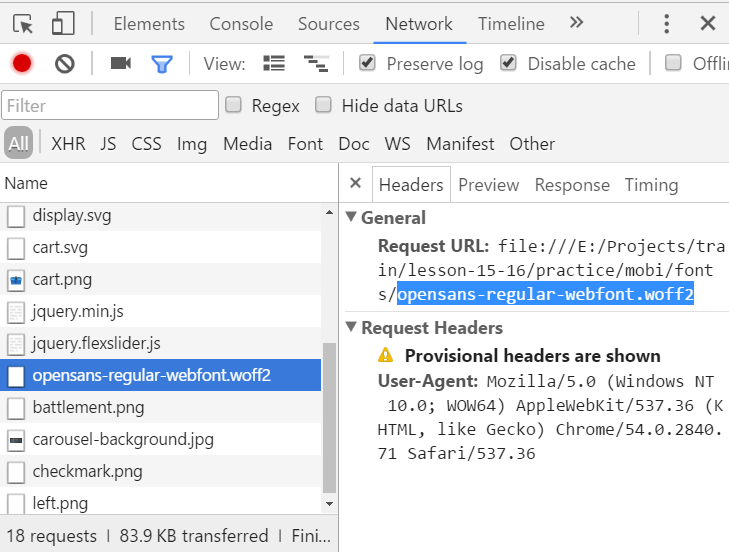 Elements Console Sources Network Timeline
View: Preserve log Disable cache Offli
Filter Regex Hide data URLs
All XHR JS CSS Img Media Font Doc WS Manifest Other
Name
display.svg
cart.svg
cart.png
jquery.min.js
jquery.flexslider.js
opensans-regular-webfont.woff2
battlement.png
carousel-background.jpg
checkmark.png
left.png
18 requests | 83.9 KB transferred | Fini...
× Headers Preview Response Timing
General
Request URL: file:///E:/Projects/tra
in/lesson-15-16/practice/mobi/font
s/opensans-regular-webfont.woff2
Request Headers
Provisional headers are shown
User-Agent: Mozilla/5.0 (Windows NT
10.0; WOW64) AppleWebKit/537.36 (K
HTML, like Gecko) Chrome/54.0.2840.
71 Safari/537.36